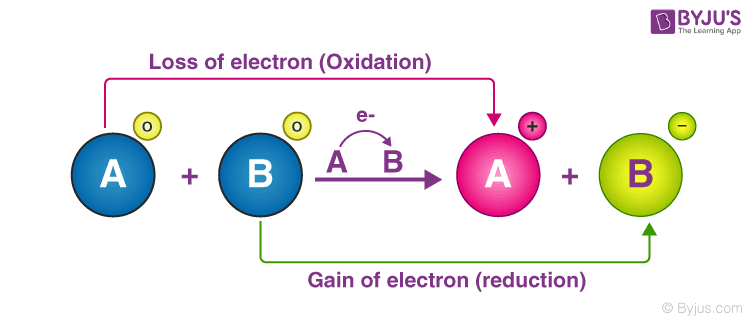 BYJU'S
The Learning App
Loss of electron (Oxidation)
o
o
e-
+
−
A
+
B
A
B
A
+
B
Gain of electron (reduction)
© Byjus.com